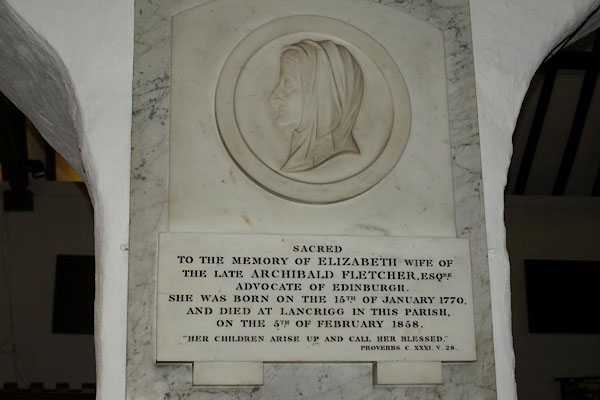 SACRED
TO THE MEMORY OF ELIZABETH WIFE OF
THE LATE ARCHIBALD FLETCHER, ESQRE
ADVOCATE OF EDINBURGH.
SHE WAS BORN ON THE 15TH OF JANUARY 1770,
AND DIED AT LANCRIGG IN THIS PARISH,
ON THE 5TH OF FEBRUARY 1858.
"HER CHILDREN ARISE UP AND CALL HER BLESSED."
PROVERBS. C. XXXI. V. 28.